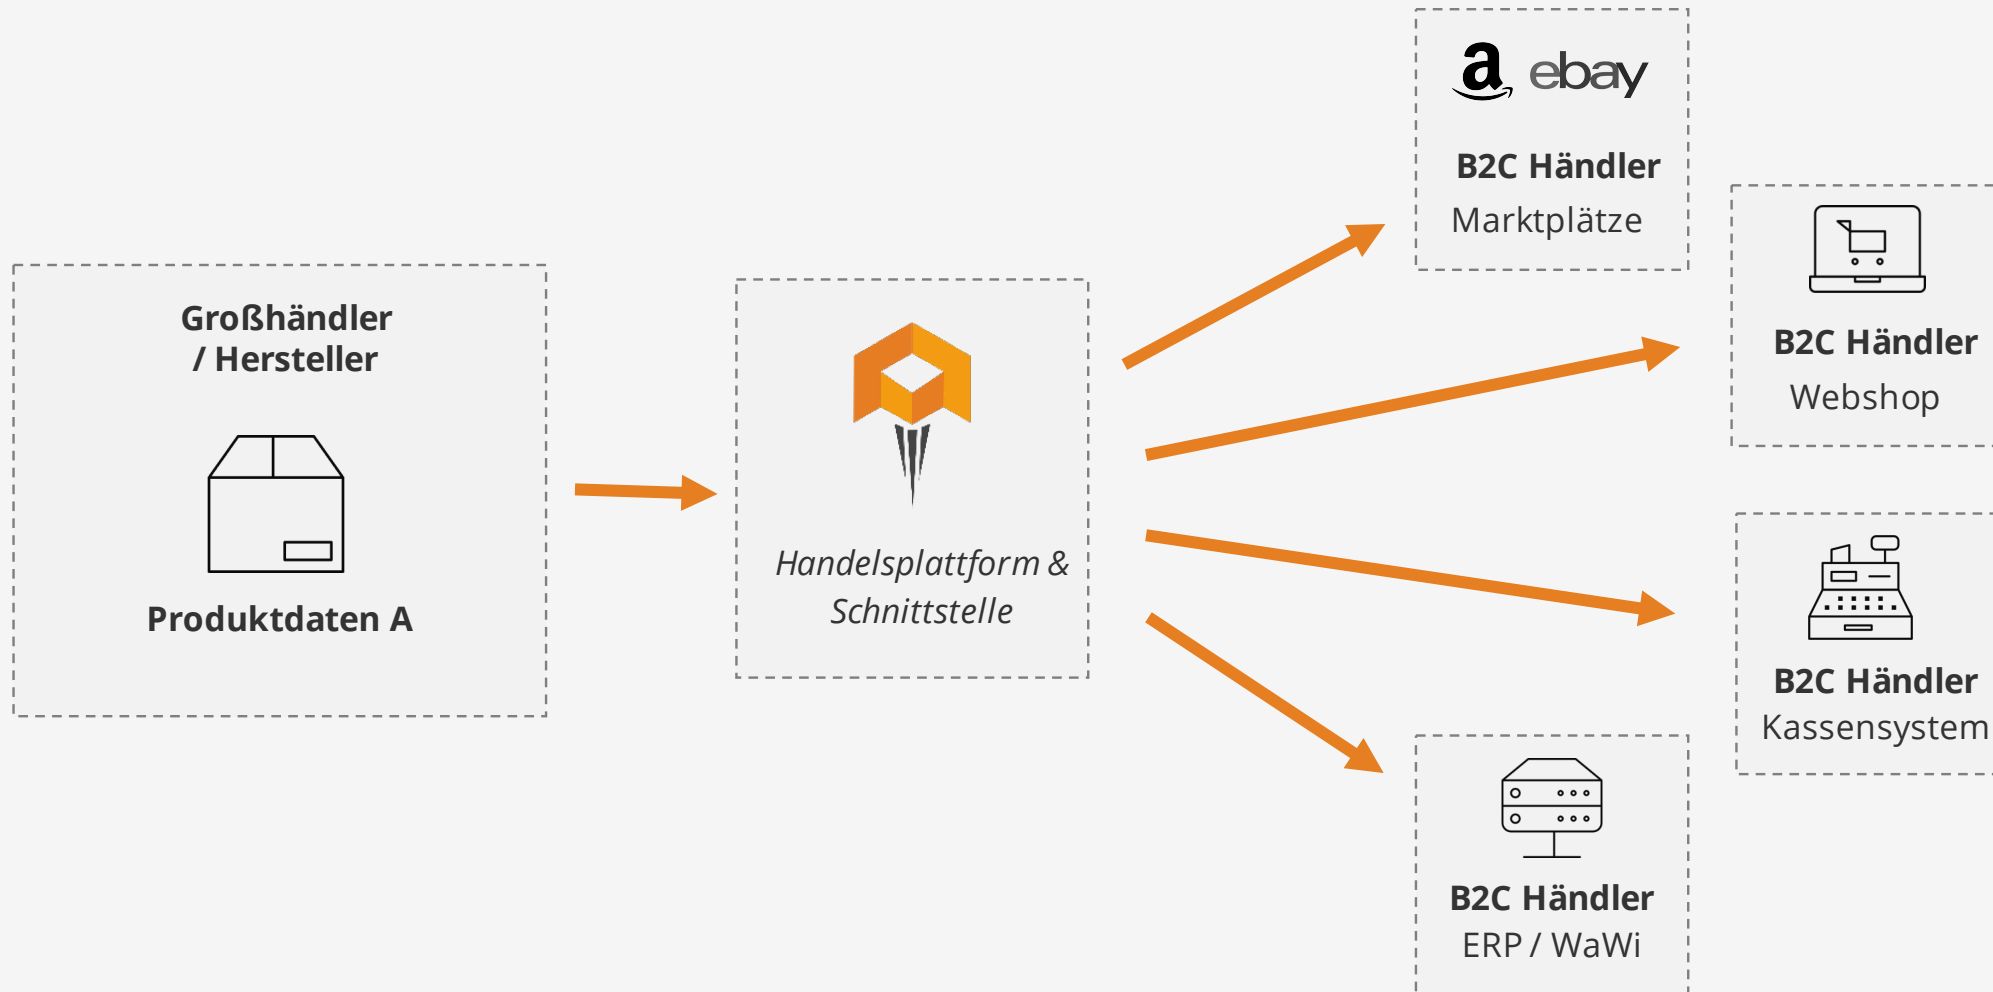 Großhändler
/ Hersteller
Produktdaten A
Handelsplattform &
Schnittstelle
a ebay
B2C Händler
Marktplätze
B2C Händler
Webshop
B2C Händler
Kassensystem
B2C Händler
ERP / WaWi